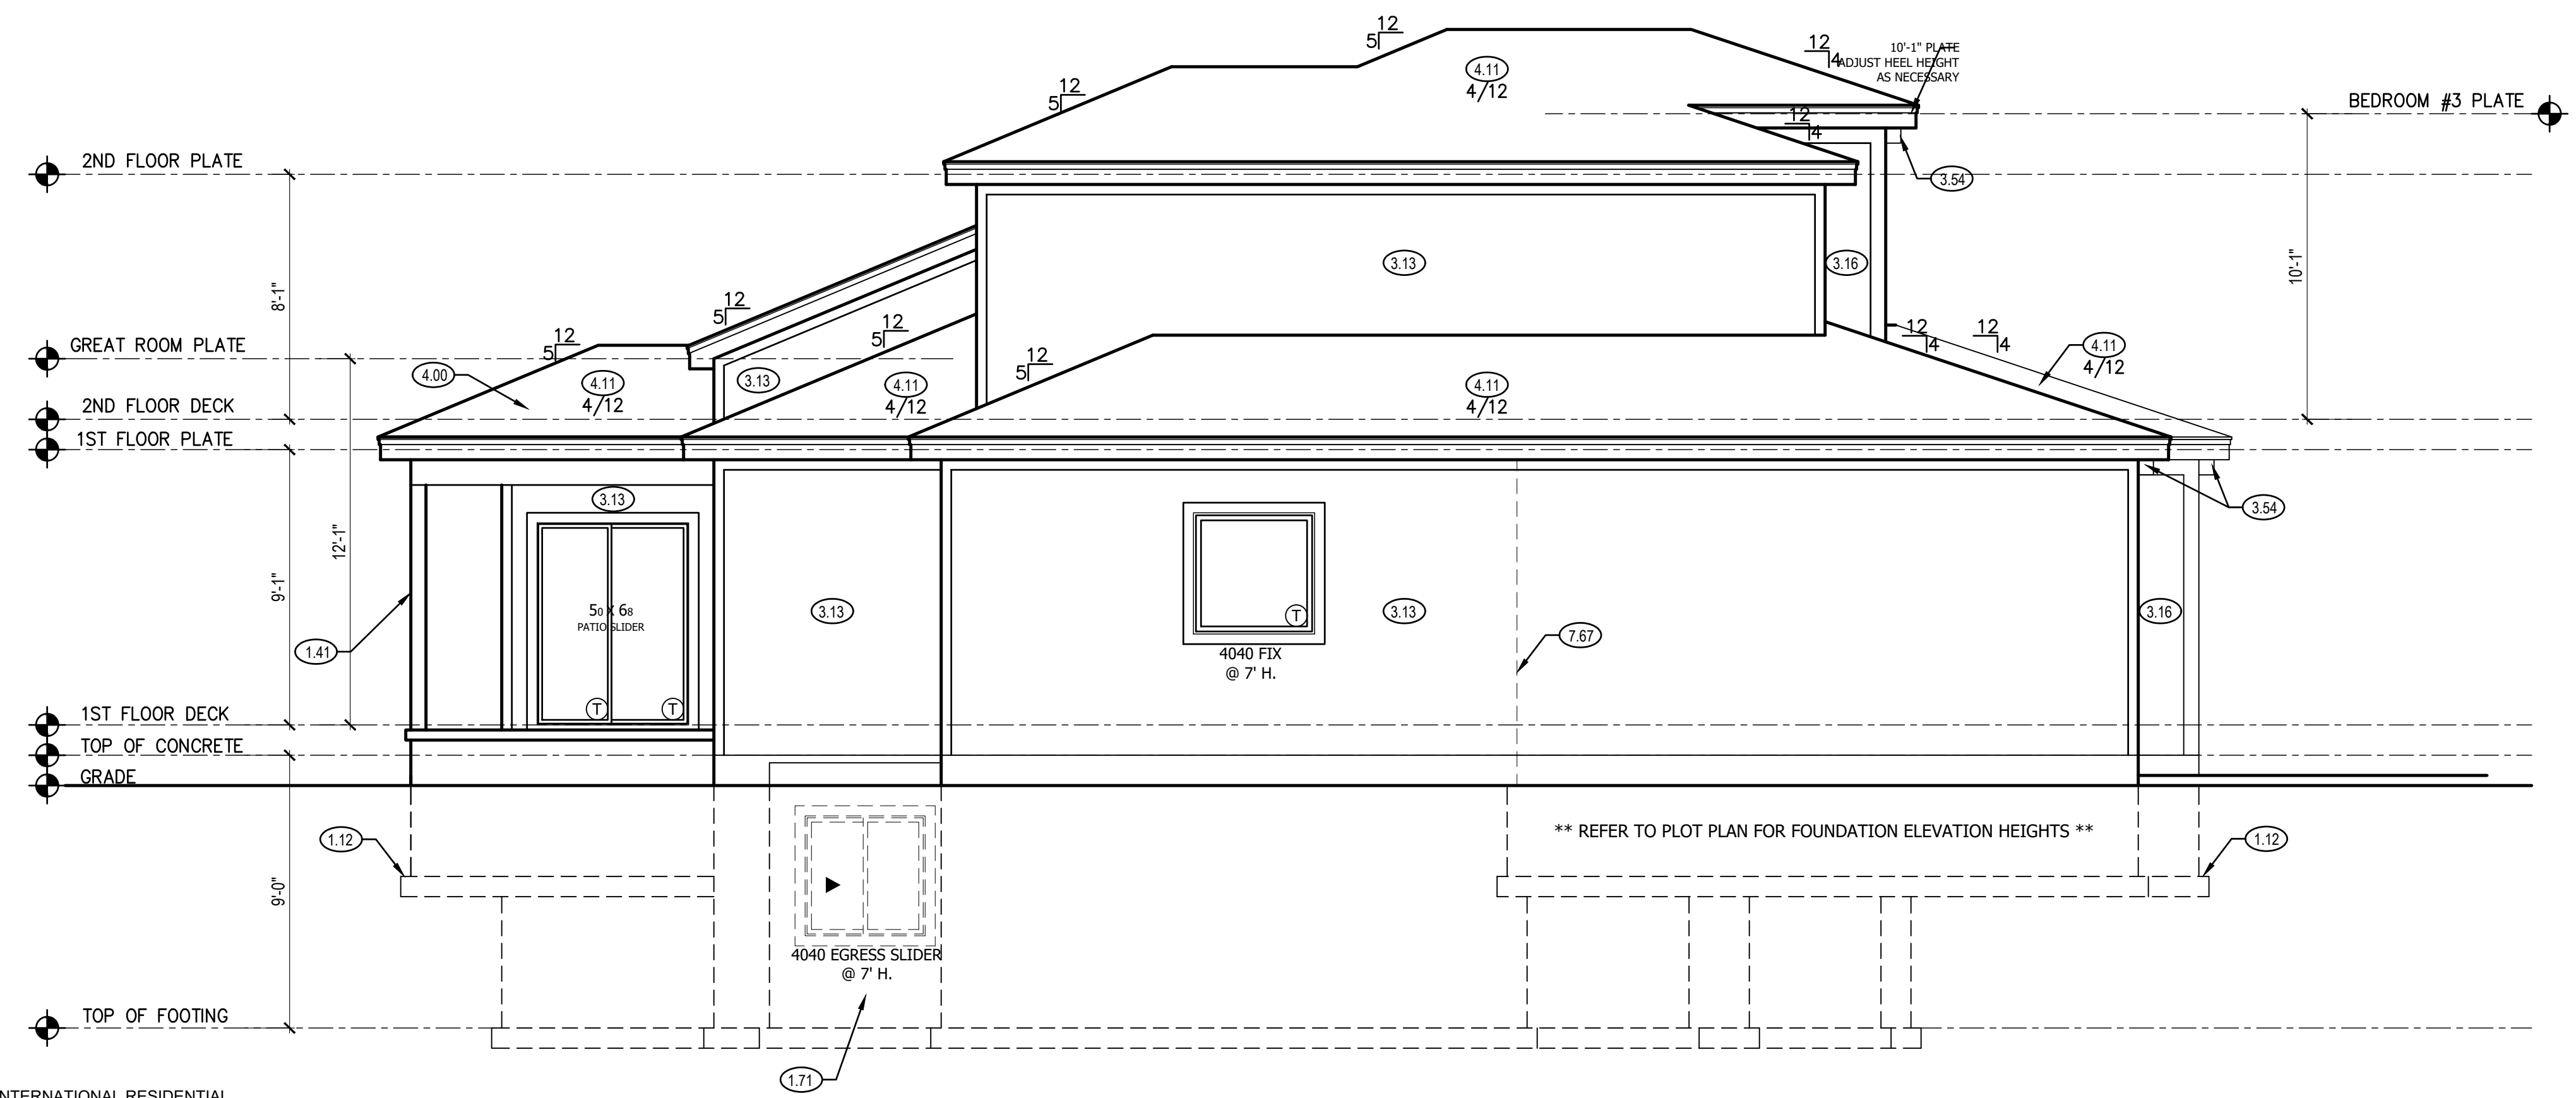 12
5
12
4
10'-1" PLATE
ADJUST HEEL HEIGHT
AS NECESSARY
4.11
4/12
12
5
BEDROOM #3 PLATE
12
4
2ND FLOOR PLATE
3.54
3.13
3.16
8'-1"
10'-1"
12
5
12
5
12
5
12
5
12
4
12
4
GREAT ROOM PLATE
4.00
4.11
4/12
3.13
4.11
4/12
4.11
4/12
4.11
4/12
2ND FLOOR DECK
1ST FLOOR PLATE
3.13
3.54
12'-1"
9'-1"
50 X 68
PATIO SLIDER
3.13
3.13
3.16
7.67
1.41
4040 FIX
@ 7' H.
T
T
T
1ST FLOOR DECK
TOP OF CONCRETE
GRADE
1.12
** REFER TO PLOT PLAN FOR FOUNDATION ELEVATION HEIGHTS **
1.12
9'-0"
4040 EGRESS SLIDER
@ 7' H.
TOP OF FOOTING
1.71
NTERNATIONAL RESIDENTIAL